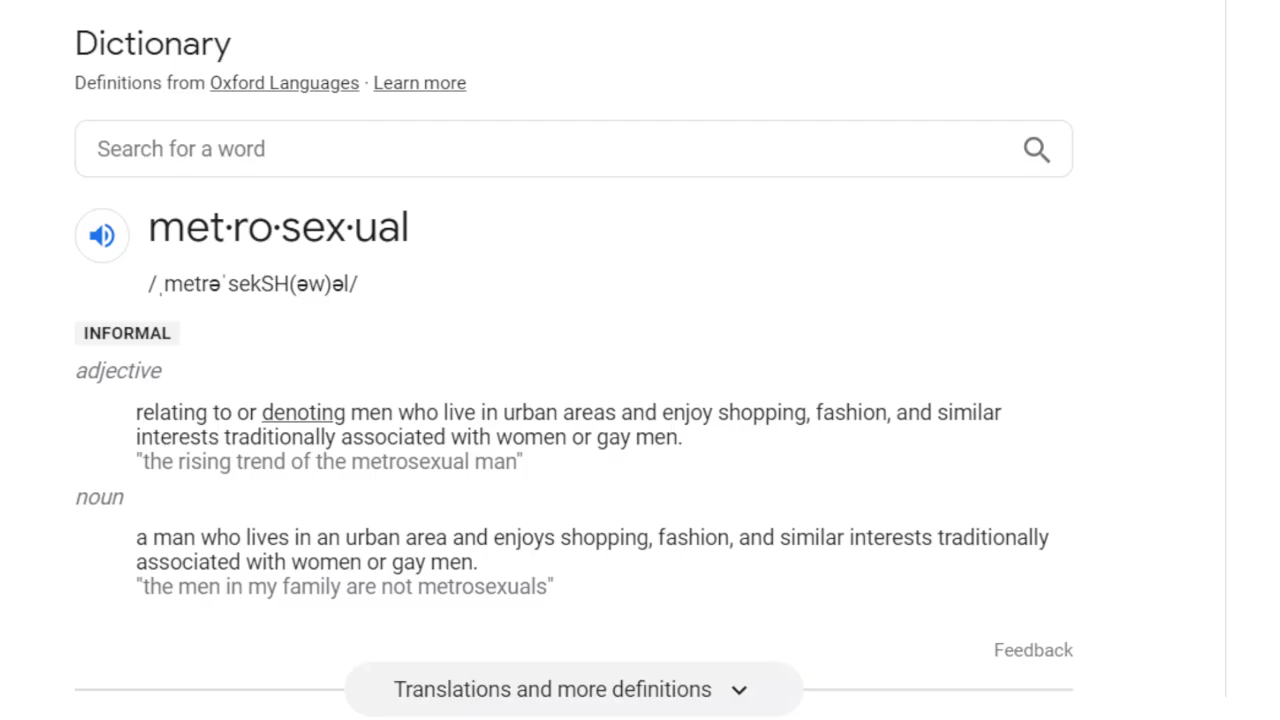 Dictionary
Definitions from Oxford Languages · Learn more
Search for a word
met·ro·sex·ual
/ˌmetrəˈsekSH(əw)əl/
INFORMAL
adjective
relating to or denoting men who live in urban areas and enjoy shopping, fashion, and similar
interests traditionally associated with women or gay men.
"the rising trend of the metrosexual man"
noun
a man who lives in an urban area and enjoys shopping, fashion, and similar interests traditionally
associated with women or gay men.
"the men in my family are not metrosexuals"
Feedback
Translations and more definitions